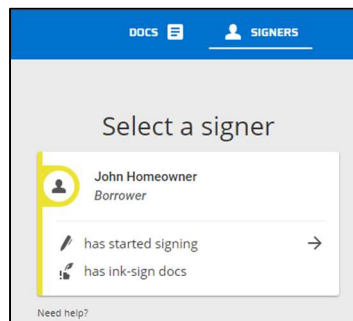 DOCS SIGNERS
Select a signer
John Homeowner
Borrower
has started signing
has ink-sign docs
Need help?